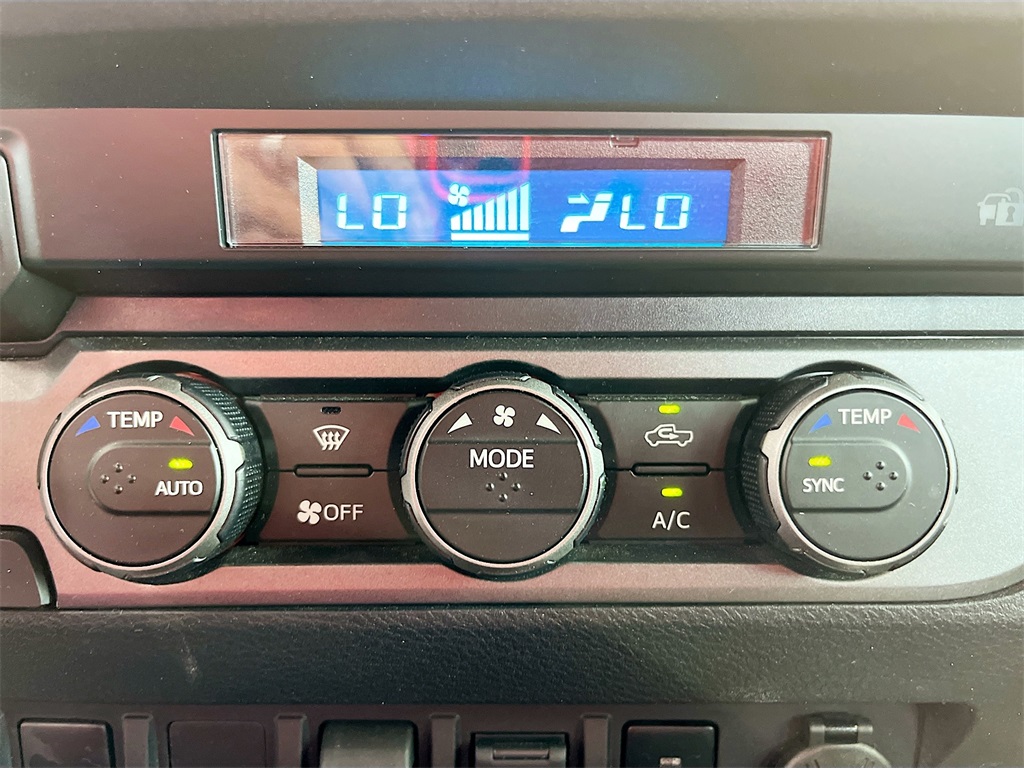 LO LO
TEMP TEMP
MODE
AUTO SYNC
OFF A/C